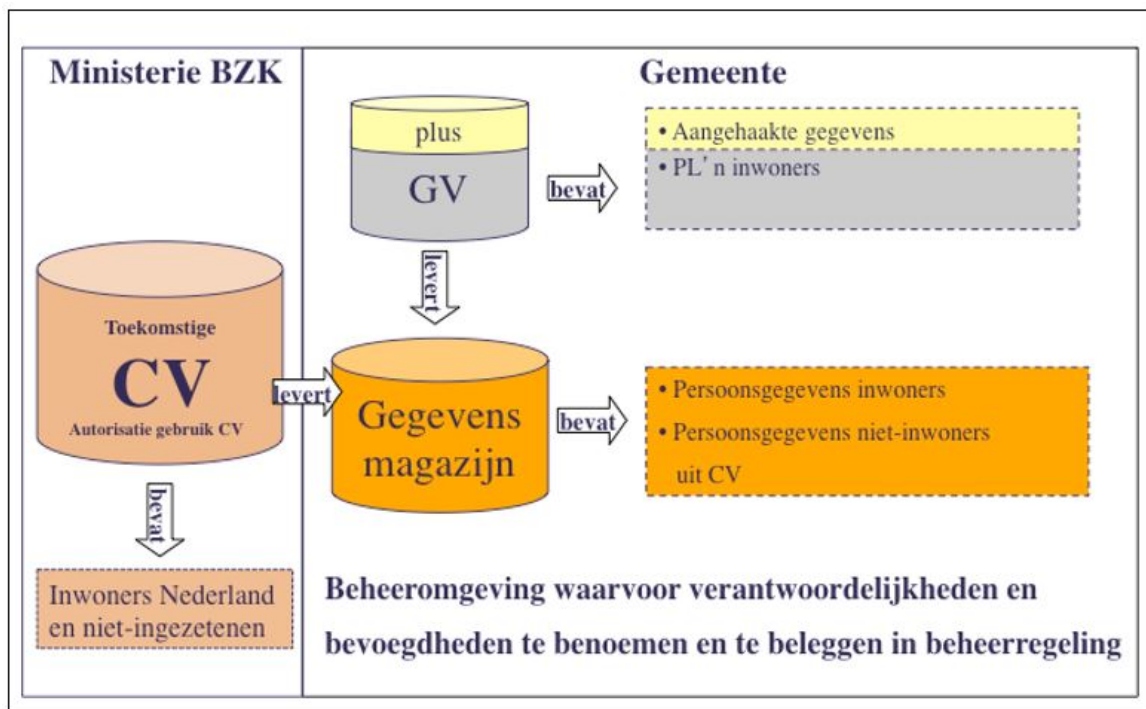 Ministerie BZK
Gemeente
plus
GV
bevat
• Aangehaakte gegevens
• PL'n inwoners
levert
Toekomstige
CV
Autorisatie gebruik CV
levert
Gegevens
magazijn
bevat
• Persoonsgegevens inwoners
• Persoonsgegevens niet-inwoners
uit CV
bevat
Inwoners Nederland
en niet-ingezetenen
Beheeromgeving waarvoor verantwoordelijkheden en
bevoegdheden te benoemen en te beleggen in beheerregeling